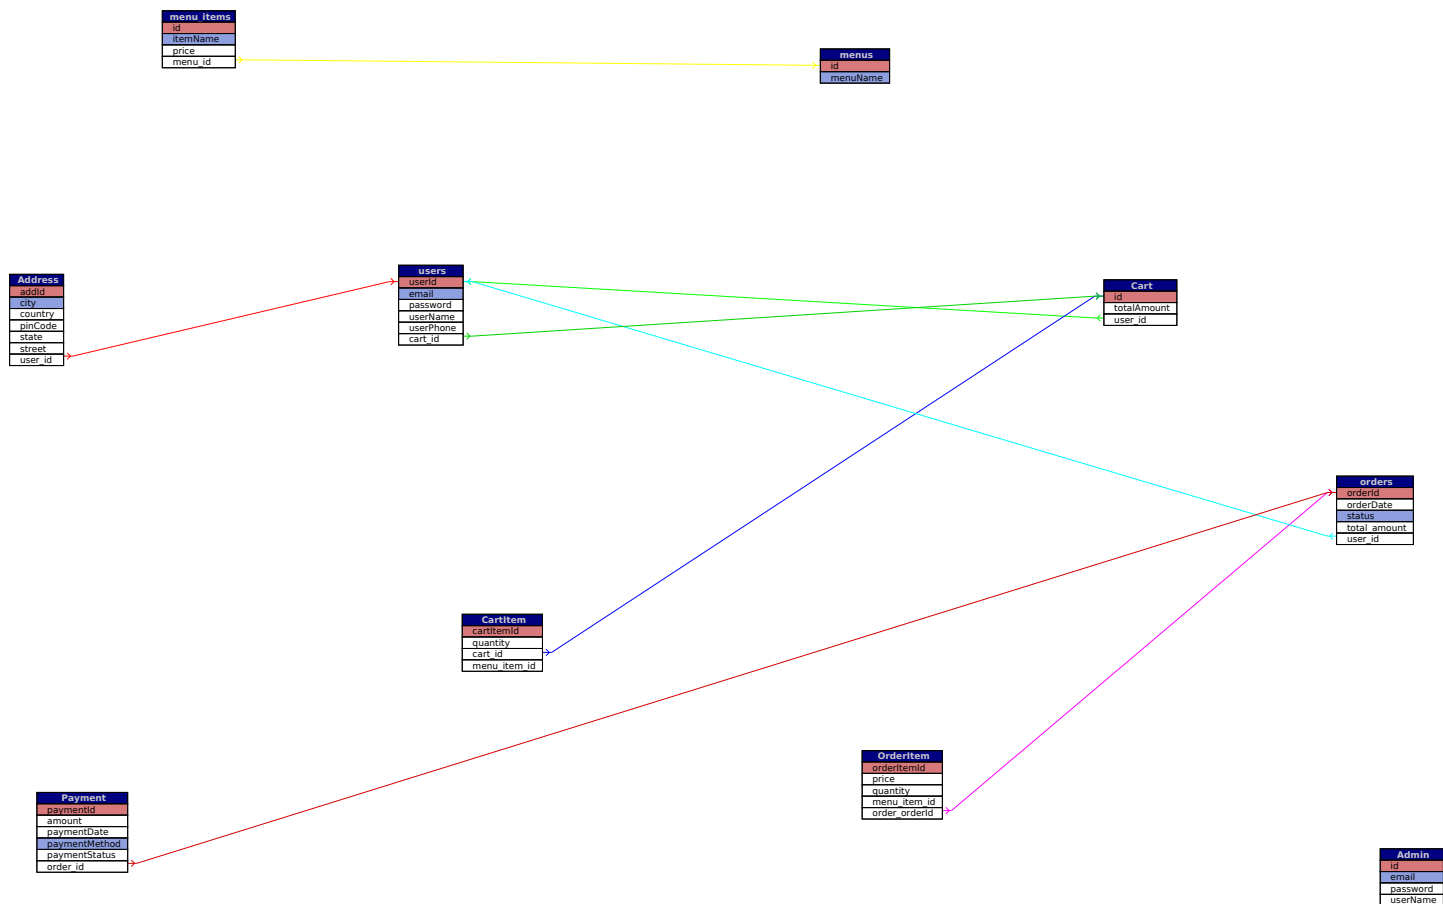 menu_items
id
itemName
price
menu_id
menus
id
menuName
Address
addId
city
country
pinCode
state
street
user_id
users
userId
email
password
userName
userPhone
cart_id
Cart
id
totalAmount
user_id
orders
orderId
orderDate
status
total_amount
user_id
CartItem
cartItemId
quantity
cart_id
menu_item_id
OrderItem
orderItemId
price
quantity
menu_item_id
order_orderId
Payment
paymentId
amount
paymentDate
paymentMethod
paymentStatus
order_id
Admin
id
email
password
userName